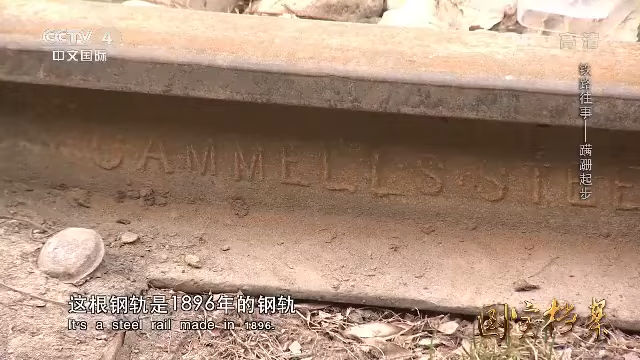 CCTV 4
中文国际
高清
铁路往事——蹒跚起步
CAMMELLS STEE
这根钢轨是1896年的钢轨
It's a steel rail made in 1896.
国宝档案